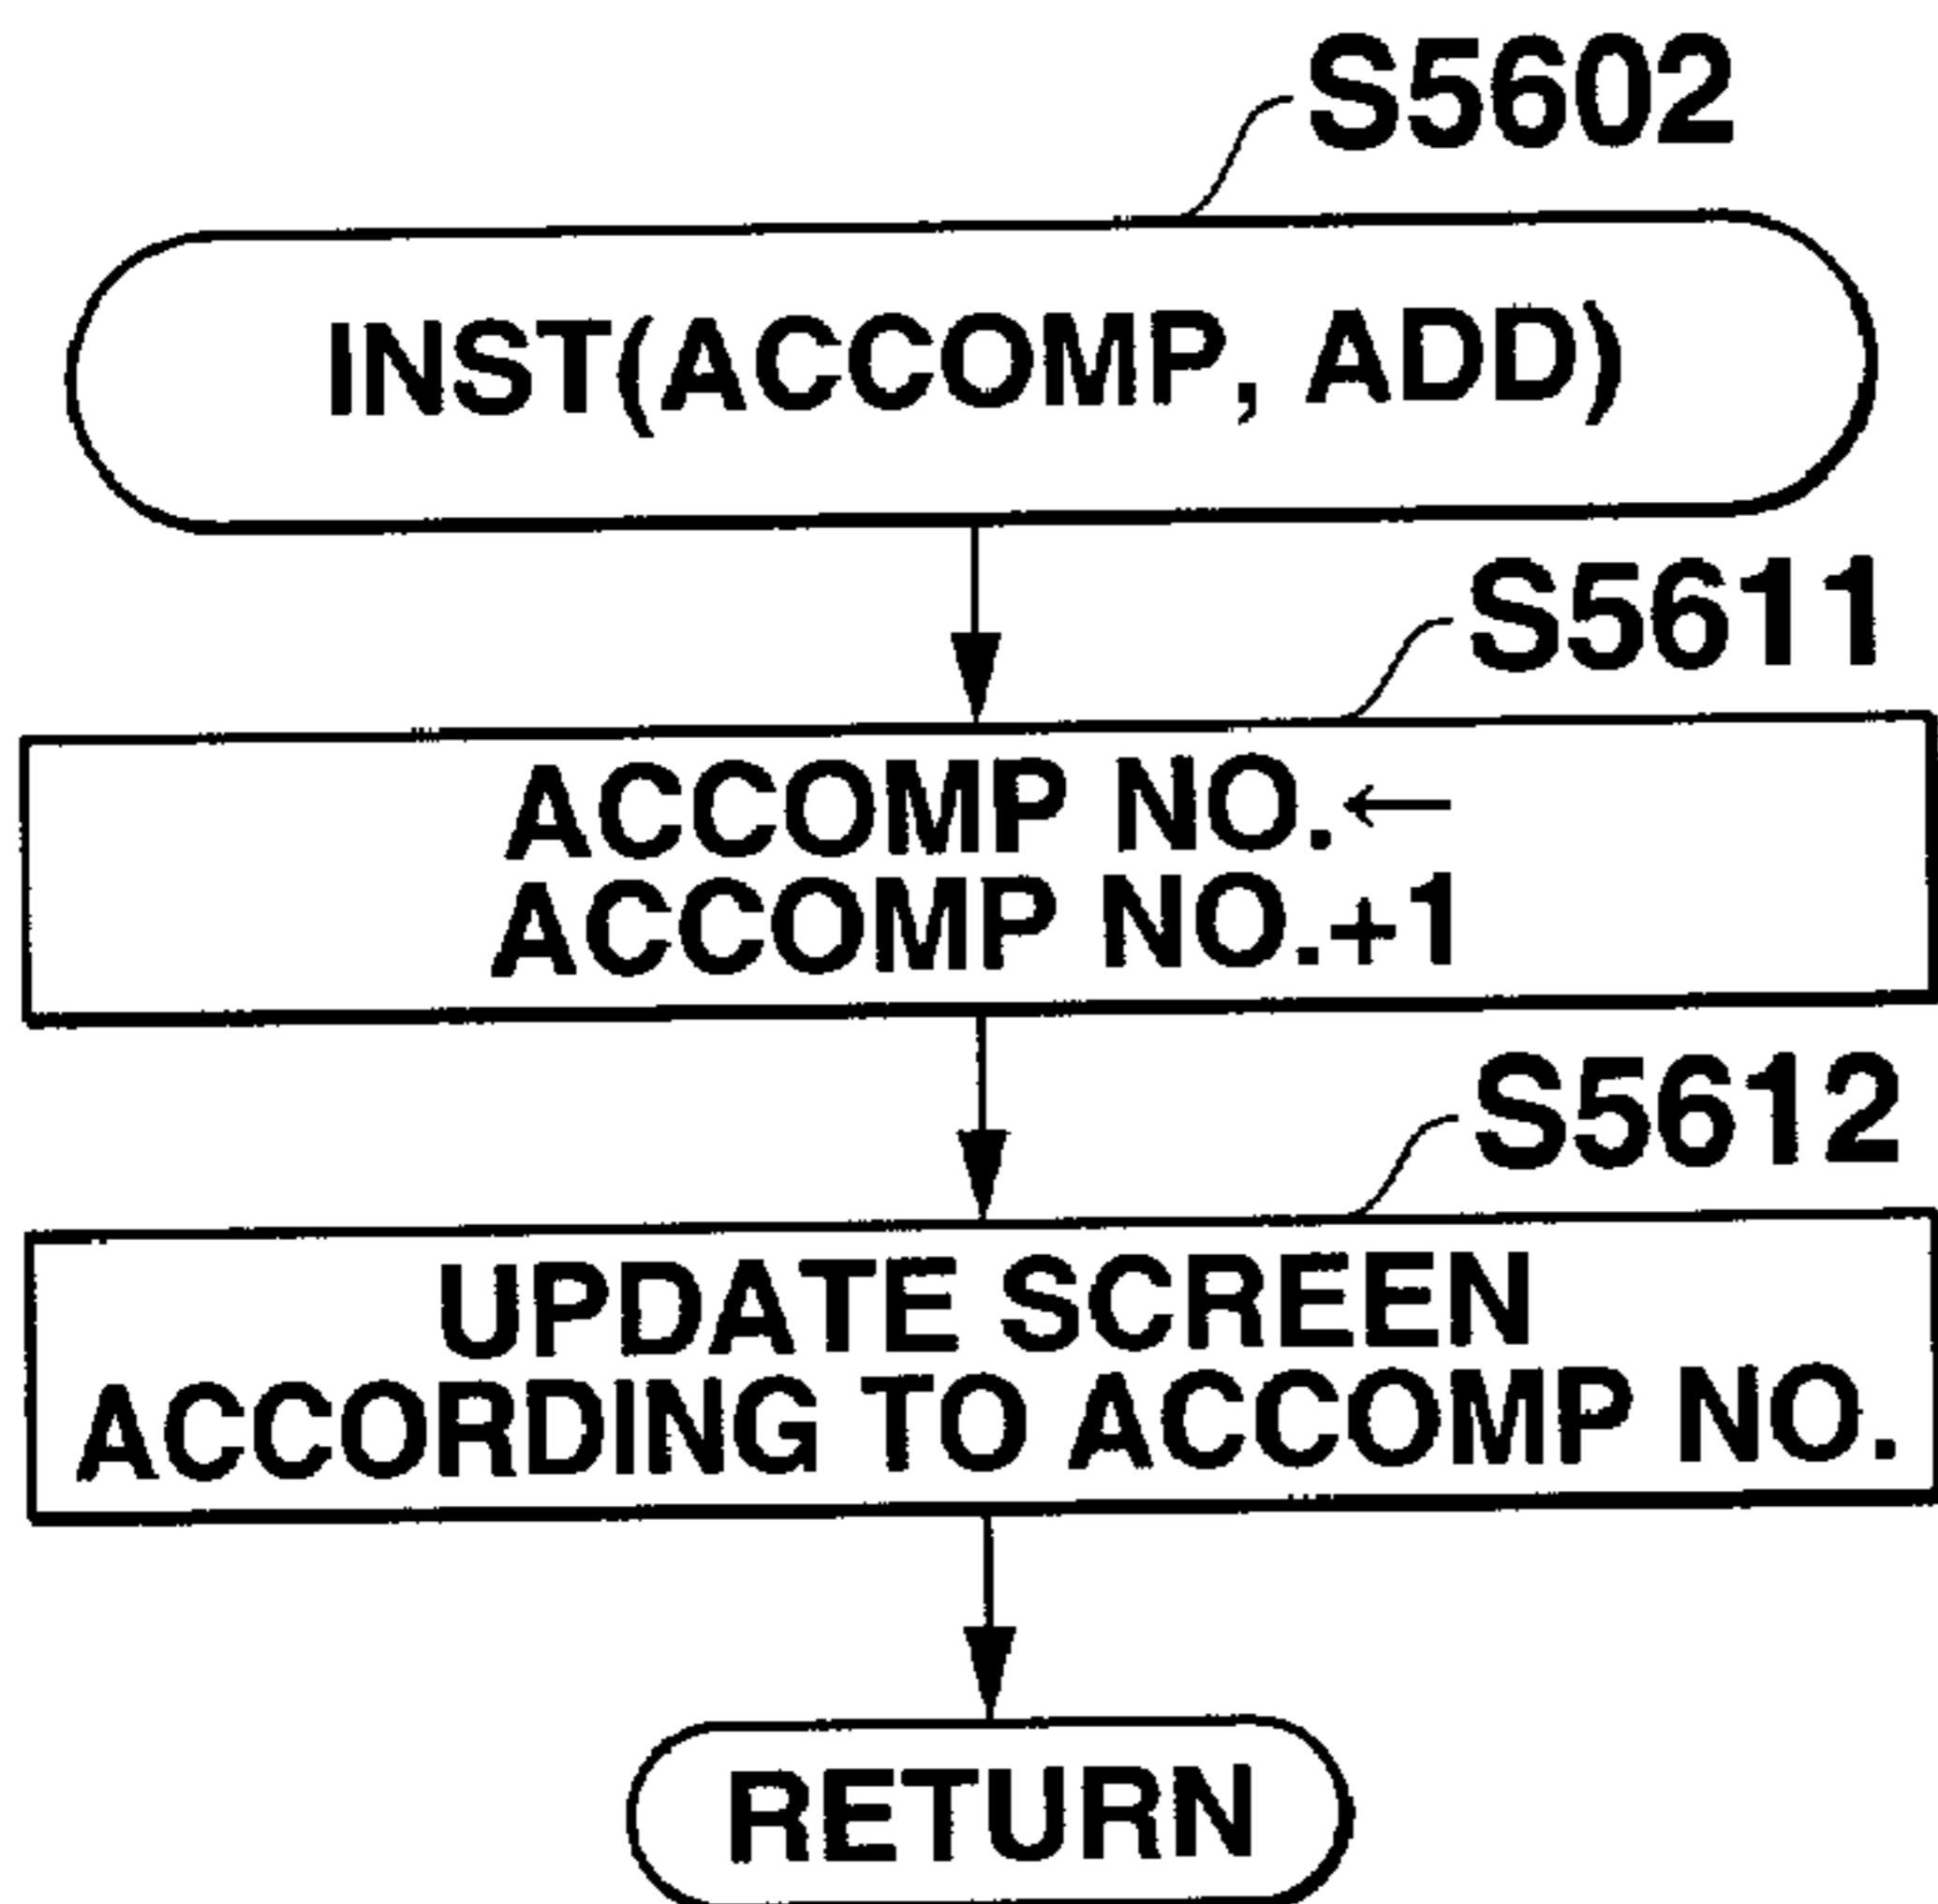 S5602
INST(ACCOMP, ADD)
S5611
ACCOMP NO.←
ACCOMP NO.+1
S5612
UPDATE SCREEN
ACCORDING TO ACCOMP NO.
RETURN